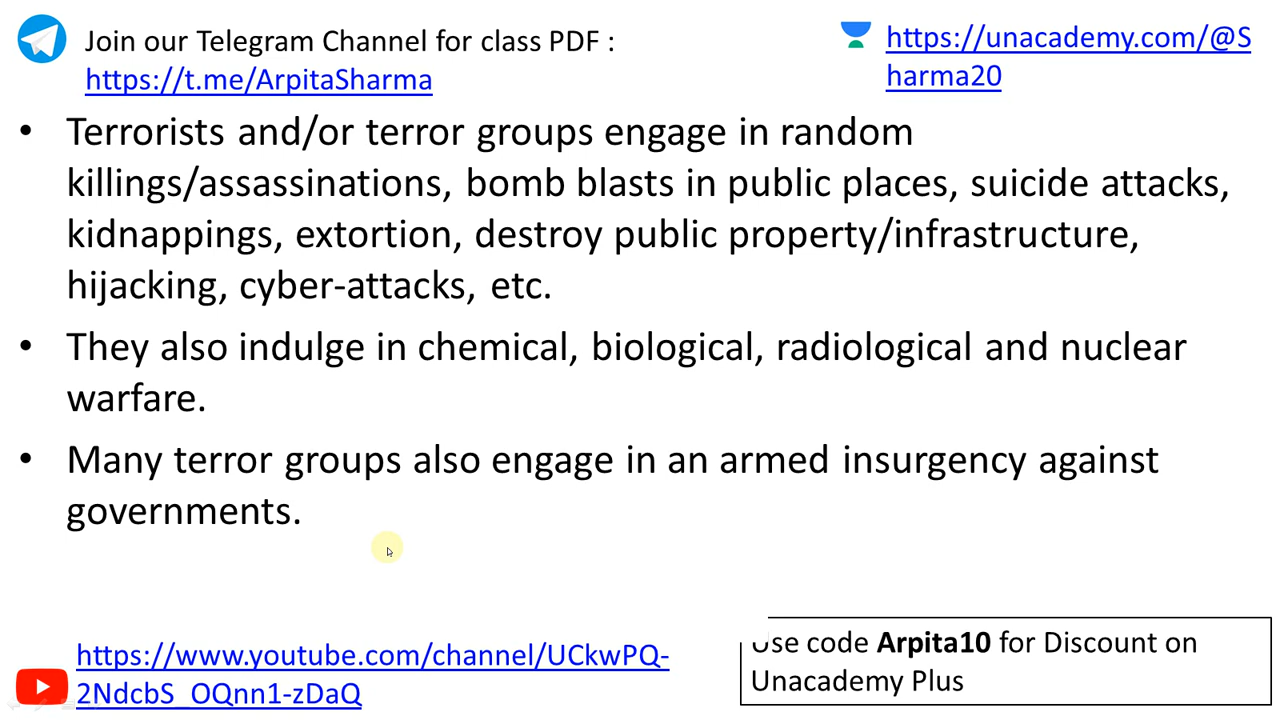 Join our Telegram Channel for class PDF :
https://t.me/ArpitaSharma
https://unacademy.com/@S
harma20
• Terrorists and/or terror groups engage in random
killings/assassinations, bomb blasts in public places, suicide attacks,
kidnappings, extortion, destroy public property/infrastructure,
hijacking, cyber-attacks, etc.
• They also indulge in chemical, biological, radiological and nuclear
warfare.
• Many terror groups also engage in an armed insurgency against
governments.
https://www.youtube.com/channel/UCkwPQ-
2NdcbS_OQnn1-zDaQ
Use code Arpita10 for Discount on
Unacademy Plus